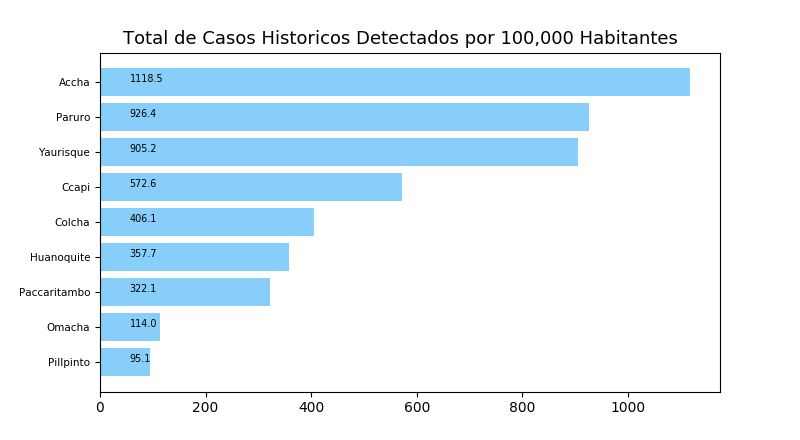 Total de Casos Historicos Detectados por 100,000 Habitantes
Accha 1118.5
Paruro 926.4
Yaurisque 905.2
Ccapi 572.6
Colcha 406.1
Huanoquite 357.7
Paccaritambo 322.1
Omacha 114.0
Pillpinto 95.1
0 200 400 600 800 1000